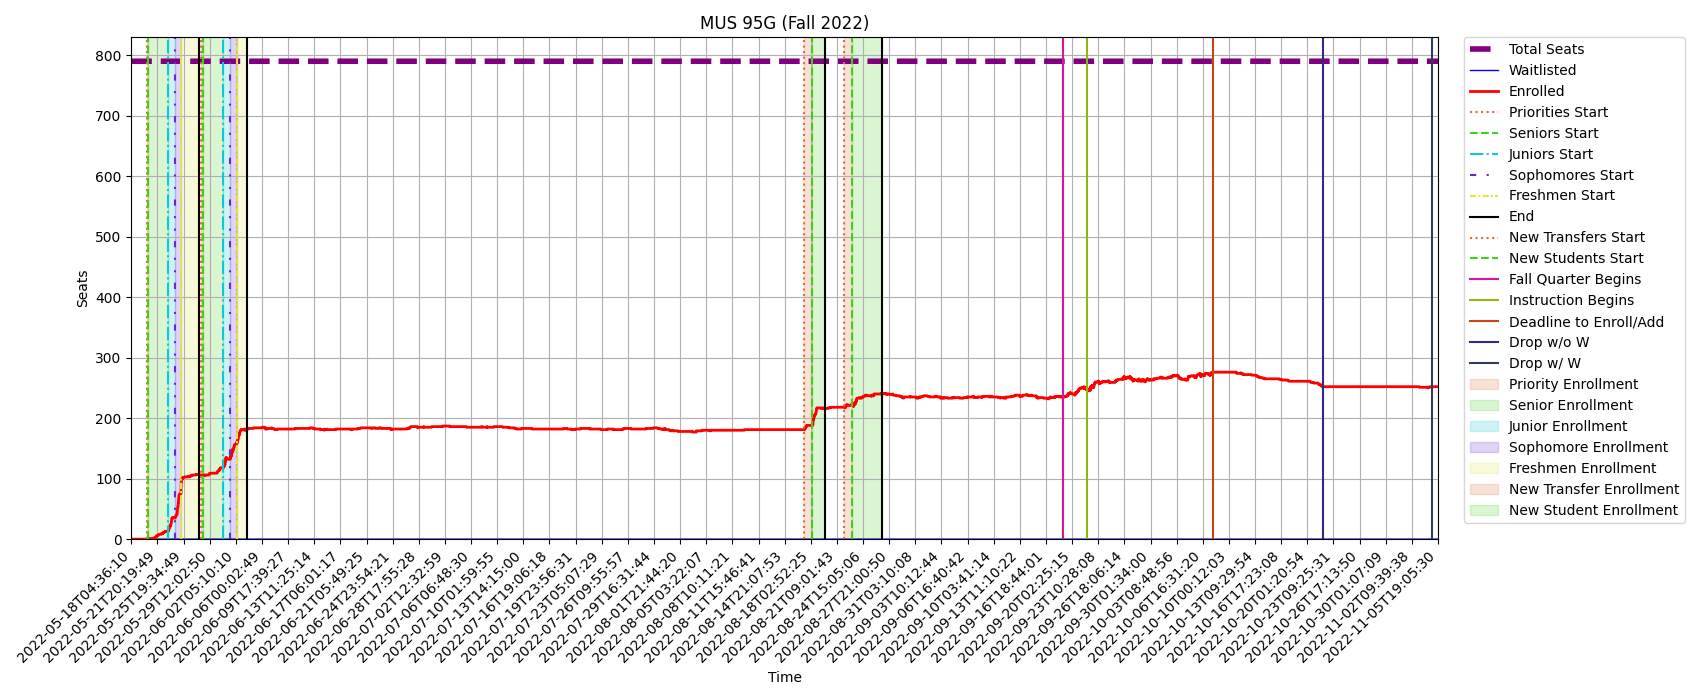 MUS 95G (Fall 2022)
Seats
800
700
600
500
400
300
200
100
0
2022-05-18T04:36:10
2022-05-21T20:19:49
2022-05-25T19:34:49
2022-05-29T12:02:50
2022-06-02T05:10:10
2022-06-06T00:02:49
2022-06-09T17:39:27
2022-06-13T11:25:14
2022-06-17T06:01:17
2022-06-21T05:49:25
2022-06-24T23:54:21
2022-06-28T17:55:28
2022-07-02T12:32:59
2022-07-06T06:48:30
2022-07-10T01:59:55
2022-07-13T14:15:00
2022-07-16T19:06:18
2022-07-19T23:56:31
2022-07-23T05:07:29
2022-07-26T09:55:57
2022-07-29T16:31:44
2022-08-01T21:44:20
2022-08-05T03:22:07
2022-08-08T10:11:21
2022-08-11T15:46:41
2022-08-14T21:07:53
2022-08-18T02:52:25
2022-08-21T09:01:43
2022-08-24T15:05:06
2022-08-27T21:00:50
2022-08-31T03:10:08
2022-09-03T10:12:44
2022-09-06T16:40:42
2022-09-10T03:41:14
2022-09-13T11:10:22
2022-09-16T18:44:01
2022-09-20T02:25:15
2022-09-23T10:28:08
2022-09-26T18:06:14
2022-09-30T01:34:00
2022-10-03T08:48:56
2022-10-06T16:31:20
2022-10-10T00:12:03
2022-10-13T09:29:54
2022-10-16T17:23:08
2022-10-20T01:20:54
2022-10-23T09:25:31
2022-10-26T17:13:50
2022-10-30T01:07:09
2022-11-02T09:39:38
2022-11-05T19:05:30
Time
Total Seats
Waitlisted
Enrolled
Priorities Start
Seniors Start
Juniors Start
Sophomores Start
Freshmen Start
End
New Transfers Start
New Students Start
Fall Quarter Begins
Instruction Begins
Deadline to Enroll/Add
Drop w/o W
Drop w/ W
Priority Enrollment
Senior Enrollment
Junior Enrollment
Sophomore Enrollment
Freshmen Enrollment
New Transfer Enrollment
New Student Enrollment